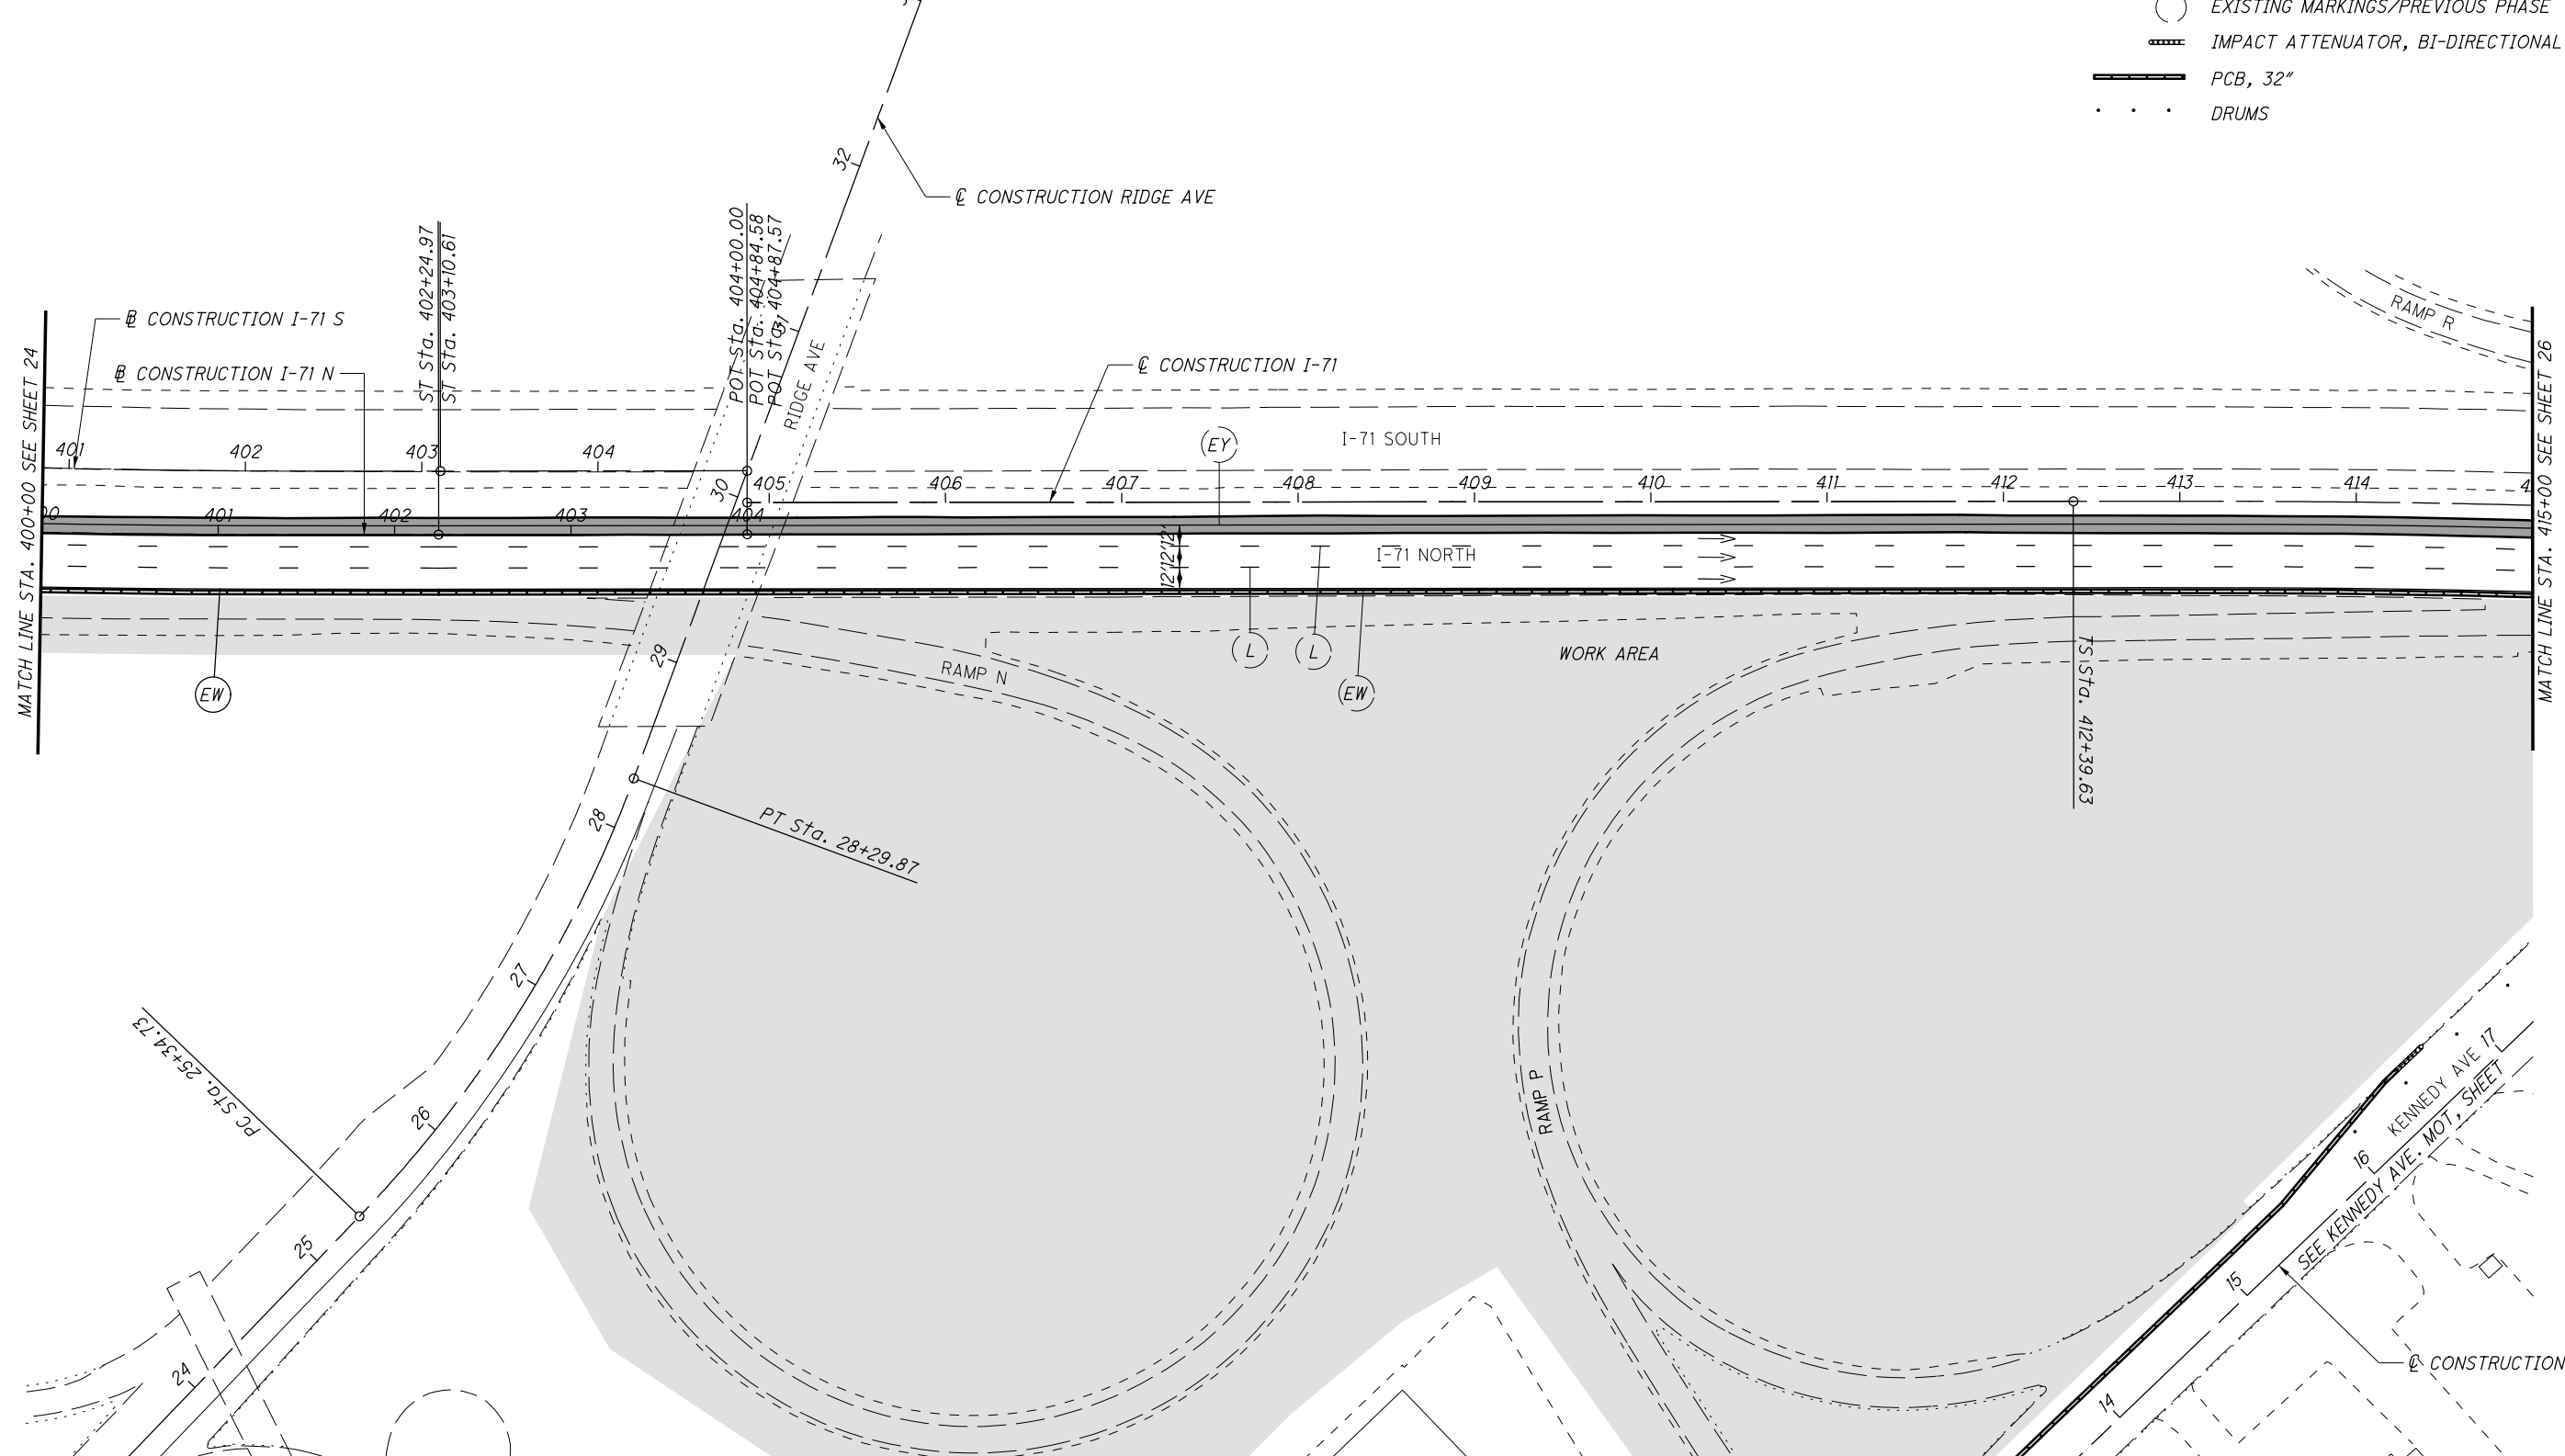 EXISTING MARKINGS/PREVIOUS PHASE
IMPACT ATTENUATOR, BI-DIRECTIONAL
PCB, 32"
DRUMS
32
℄ CONSTRUCTION RIDGE AVE
ST Sta. 402+24.97
ST Sta. 403+10.61
POT Sta. 404+00.00
POT Sta. 404+84.58
POT Sta. 404+87.57
31
RIDGE AVE
RAMP R
MATCH LINE STA. 400+00 SEE SHEET 24
MATCH LINE STA. 415+00 SEE SHEET 26
BL CONSTRUCTION I-71 S
BL CONSTRUCTION I-71 N
℄ CONSTRUCTION I-71
EY
I-71 SOUTH
401 402 403 404
30
405 406 407 408 409 410 411 412 413 414 4
00 401 402 403 404
12' 12' 12'
I-71 NORTH
29
RAMP N
L
L
WORK AREA
EW
EW
TS Sta. 412+39.63
PT Sta. 28+29.87
28
27
PC Sta. 25+34.73
26
25
24
RAMP P
KENNEDY AVE 17
SEE KENNEDY AVE. MOT, SHEET
16
15
14
℄ CONSTRUCTION